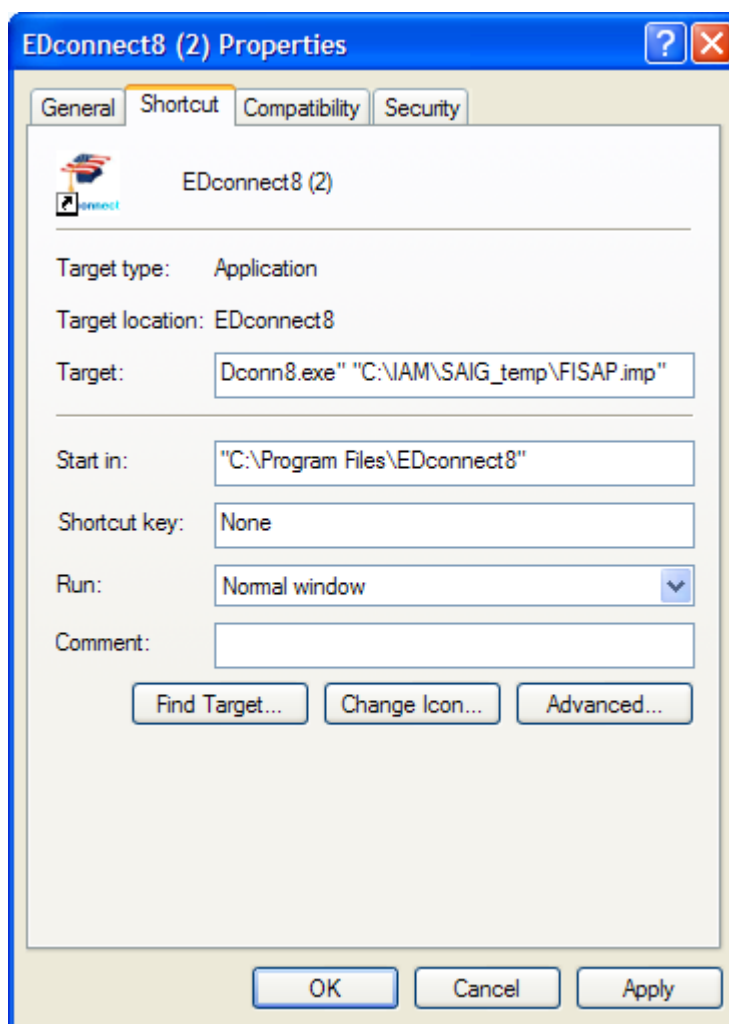 EDconnect8 (2) Properties
General Shortcut Compatibility Security
onnect
EDconnect8 (2)
Target type: Application
Target location: EDconnect8
Target: Dconn8.exe" "C:\IAM\SAIG_temp\FISAP.imp"
Start in: "C:\Program Files\EDconnect8"
Shortcut key: None
Run: Normal window
Comment:
Find Target... Change Icon... Advanced...
OK Cancel Apply